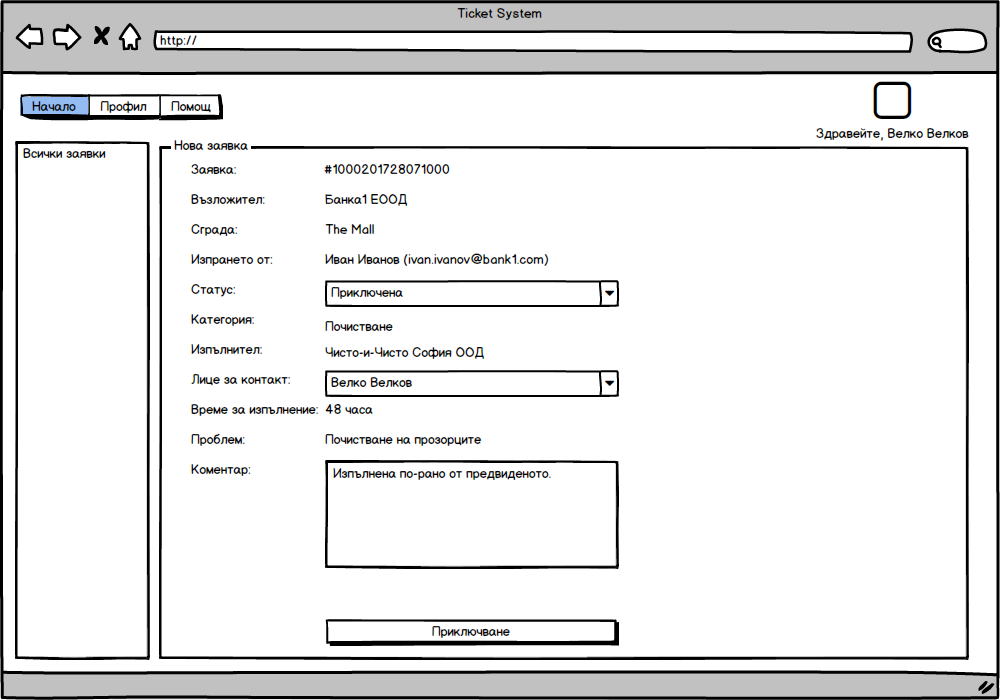 Ticket System
http://
Начало Профил Помощ
Здравейте, Велко Велков
Всички заявки
Нова заявка
Заявка: #1000201728071000
Възложител: Банка1 ЕООД
Сграда: The Mall
Изпрането от: Иван Иванов (ivan.ivanov@bank1.com)
Статус: Приключена
Категория: Почистване
Изпълнител: Чисто-и-Чисто София ООД
Лице за контакт: Велко Велков
Време за изпълнение: 48 часа
Проблем: Почистване на прозорците
Коментар: Изпълнена по-рано от предвиденото.
Приключване